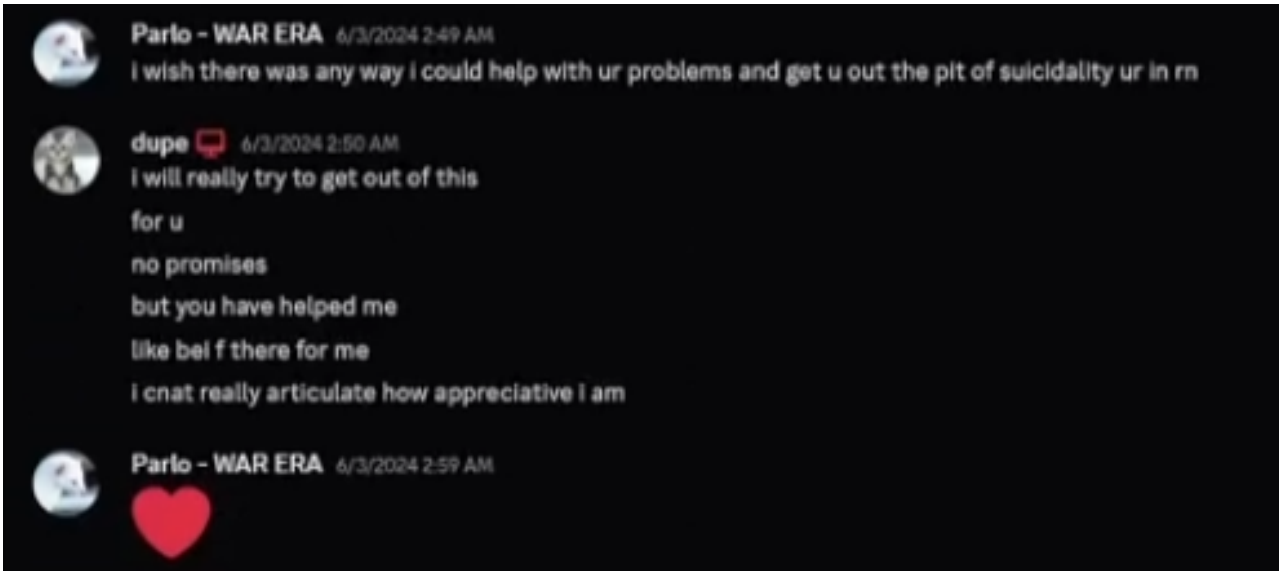 Parlo - WAR ERA 6/3/2024 2:49 AM
i wish there was any way i could help with ur problems and get u out the pit of suicidality ur in rn
dupe 6/3/2024 2:50 AM
i will really try to get out of this
for u
no promises
but you have helped me
like bei f there for me
i cnat really articulate how appreciative i am
Parlo - WAR ERA 6/3/2024 2:59 AM